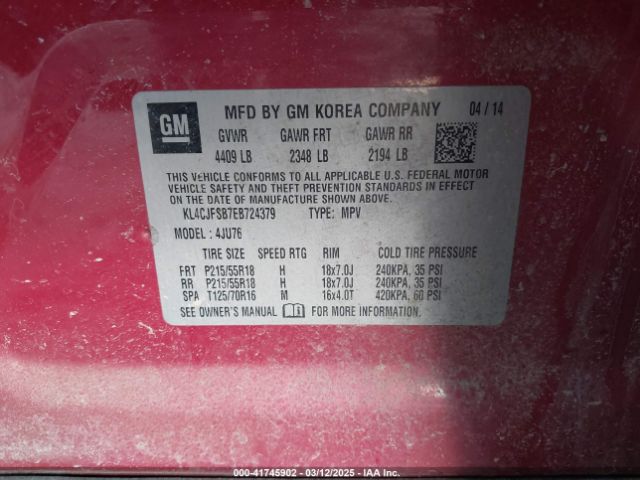 GM
MFD BY GM KOREA COMPANY 04/14
GVWR GAWR FRT GAWR RR
4409 LB 2348 LB 2194 LB
THIS VEHICLE CONFORMS TO ALL APPLICABLE U.S. FEDERAL MOTOR
VEHICLE SAFETY AND THEFT PREVENTION STANDARDS IN EFFECT
ON THE DATE OF MANUFACTURE SHOWN ABOVE.
KL4CJFSB7EB724379 TYPE: MPV
MODEL: 4JU76
TIRE SIZE SPEED RTG RIM COLD TIRE PRESSURE
FRT P215/55R18 H 18x7.0J 240KPA, 35 PSI
RR P215/55R18 H 18x7.0J 240KPA, 35 PSI
SPA T125/70R16 M 16x4.0T 420KPA, 60 PSI
SEE OWNER'S MANUAL FOR MORE INFORMATION.
000-41745902 - 03/12/2025 - IAA Inc.